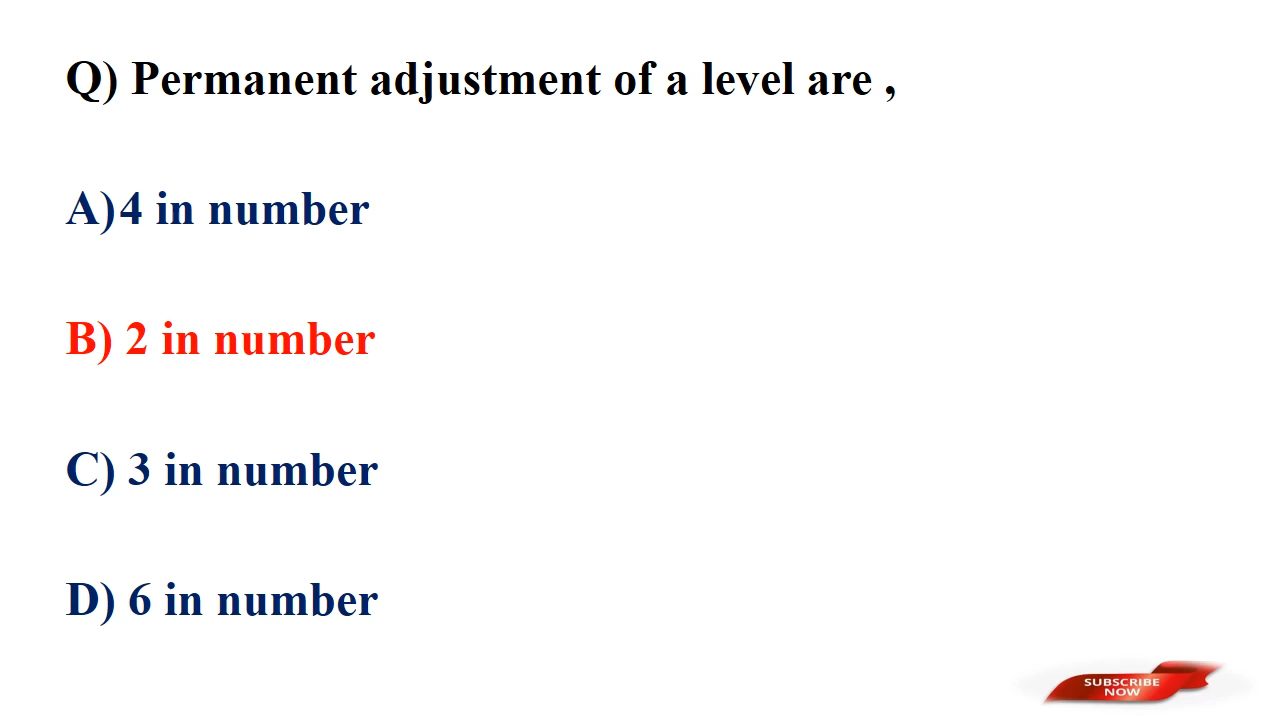 Q) Permanent adjustment of a level are ,
A) 4 in number
B) 2 in number
C) 3 in number
D) 6 in number
SUBSCRIBE
NOW